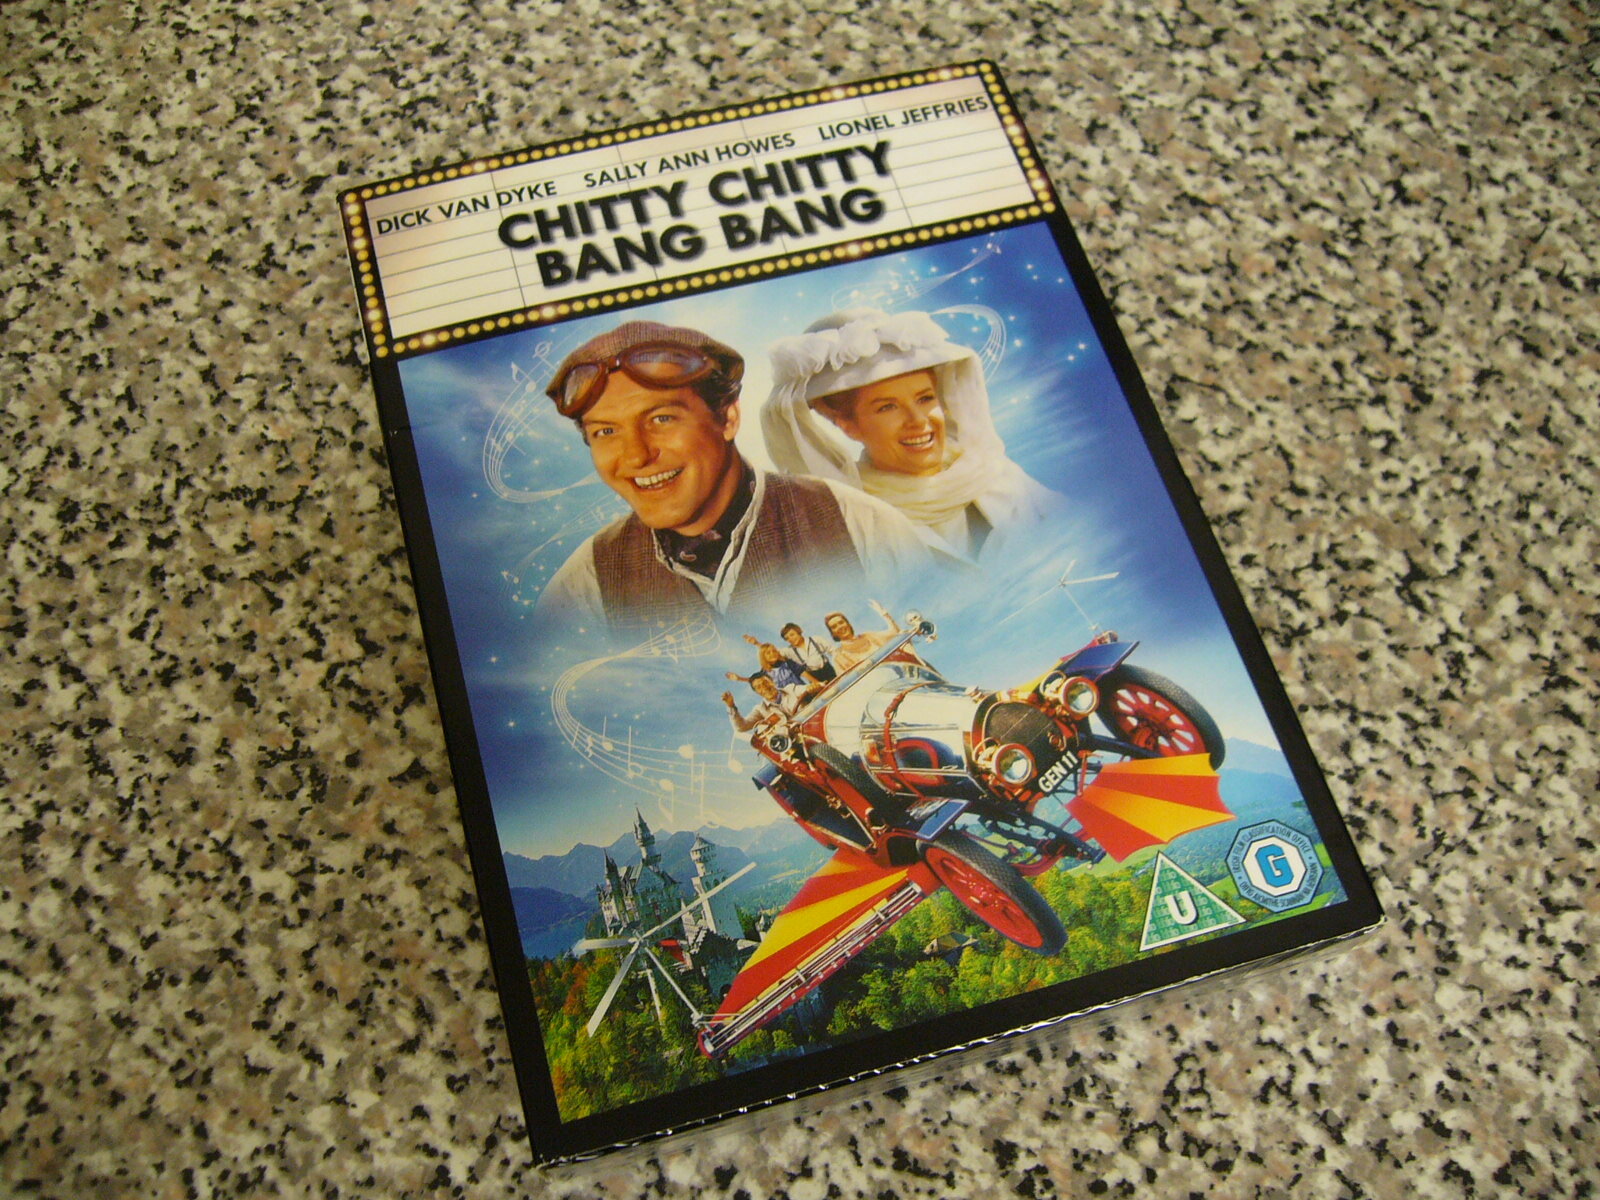 DICK VAN DYKE SALLY ANN HOWES LIONEL JEFFRIES
CHITTY CHITTY
BANG BANG
GEN 11
U
G